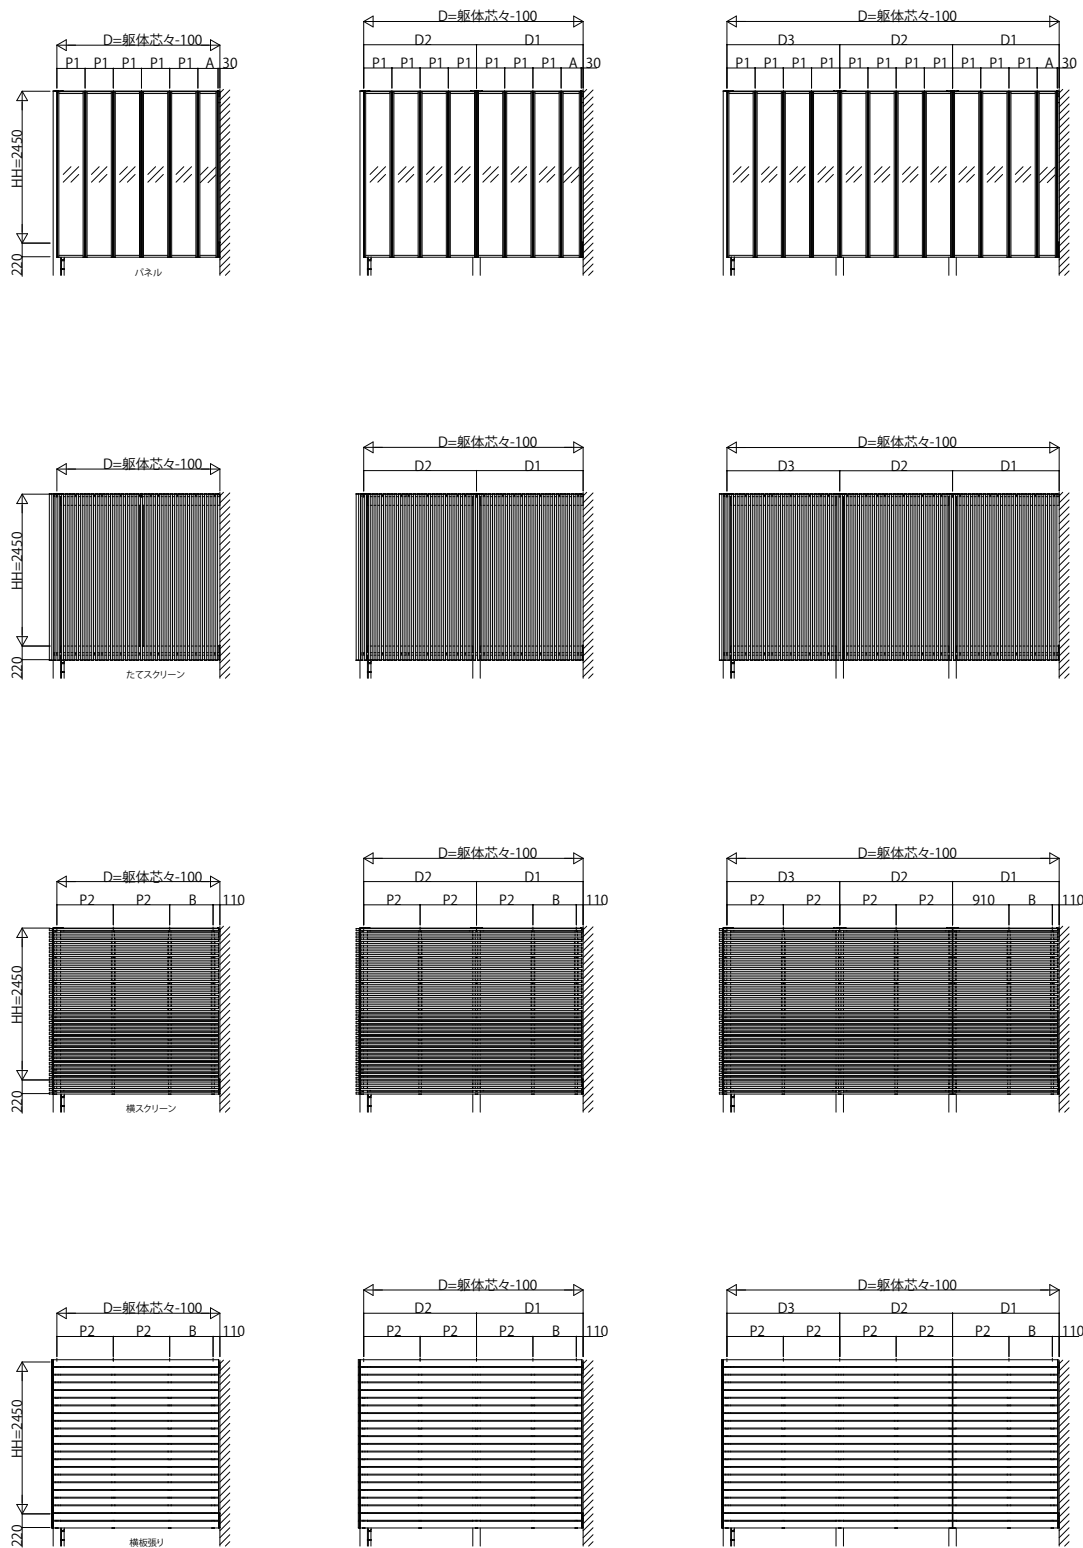 D=躯体芯々-100
D=躯体芯々-100
D=躯体芯々-100
D2 D1
D3 D2 D1
P1 P1 P1 P1 P1 A 30
P1 P1 P1 P1 P1 P1 P1 A 30
P1 P1 P1 P1 P1 P1 P1 P1 P1 P1 P1 A 30
HH=2450
220
パネル
D=躯体芯々-100
D=躯体芯々-100
D=躯体芯々-100
D2 D1
D3 D2 D1
HH=2450
220
たてスクリーン
D=躯体芯々-100
D=躯体芯々-100
D=躯体芯々-100
D2 D1
D3 D2 D1
P2 P2 B 110
P2 P2 P2 B 110
P2 P2 P2 P2 910 B 110
HH=2450
220
横スクリーン
D=躯体芯々-100
D=躯体芯々-100
D=躯体芯々-100
D2 D1
D3 D2 D1
P2 P2 B 110
P2 P2 P2 B 110
P2 P2 P2 P2 P2 B 110
HH=2450
220
横板張り